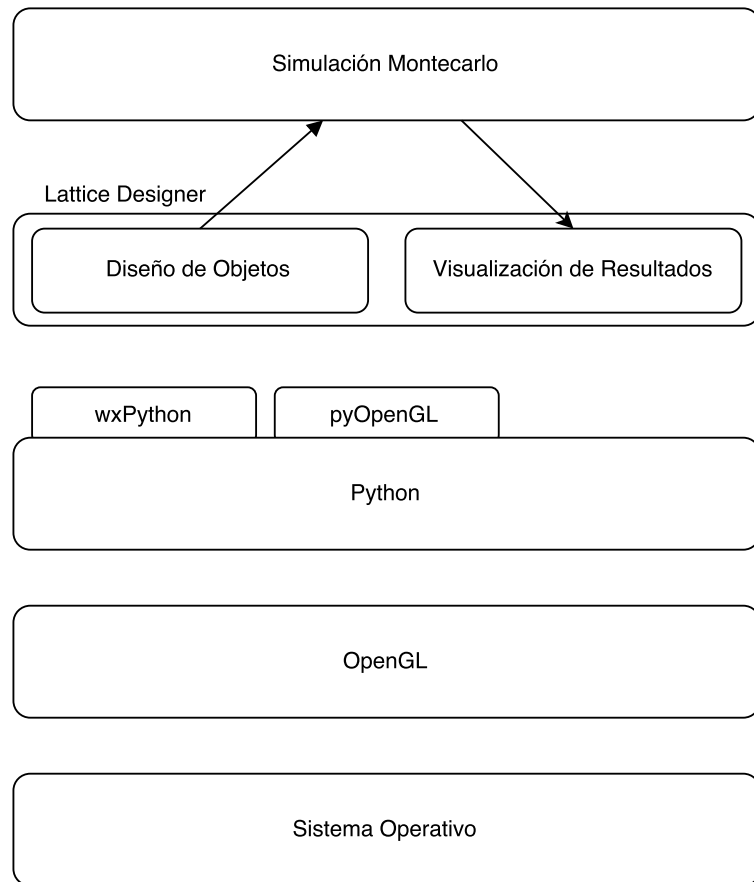 Simulación Montecarlo
Lattice Designer
Diseño de Objetos
Visualización de Resultados
wxPython
pyOpenGL
Python
OpenGL
Sistema Operativo